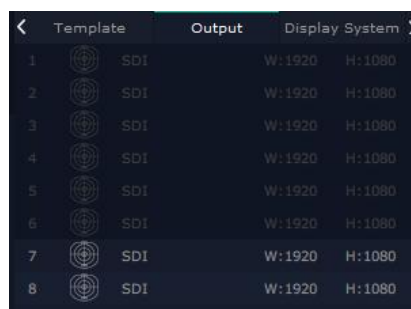 Template Output Display System
1 SDI W:1920 H:1080
2 SDI W:1920 H:1080
3 SDI W:1920 H:1080
4 SDI W:1920 H:1080
5 SDI W:1920 H:1080
6 SDI W:1920 H:1080
7 SDI W:1920 H:1080
8 SDI W:1920 H:1080